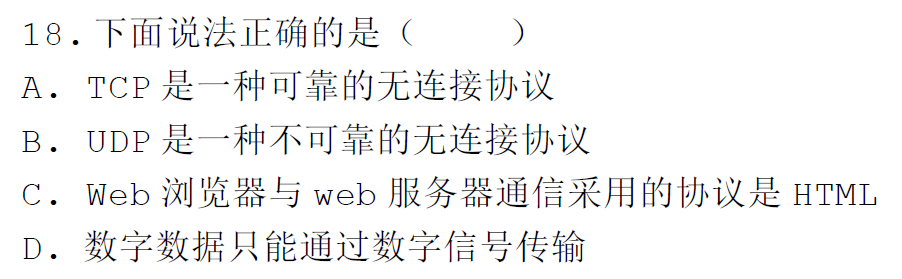 18.下面说法正确的是（    ）
A. TCP 是一种可靠的无连接协议
B. UDP 是一种不可靠的无连接协议
C. Web 浏览器与 web 服务器通信采用的协议是 HTML
D. 数字数据只能通过数字信号传输